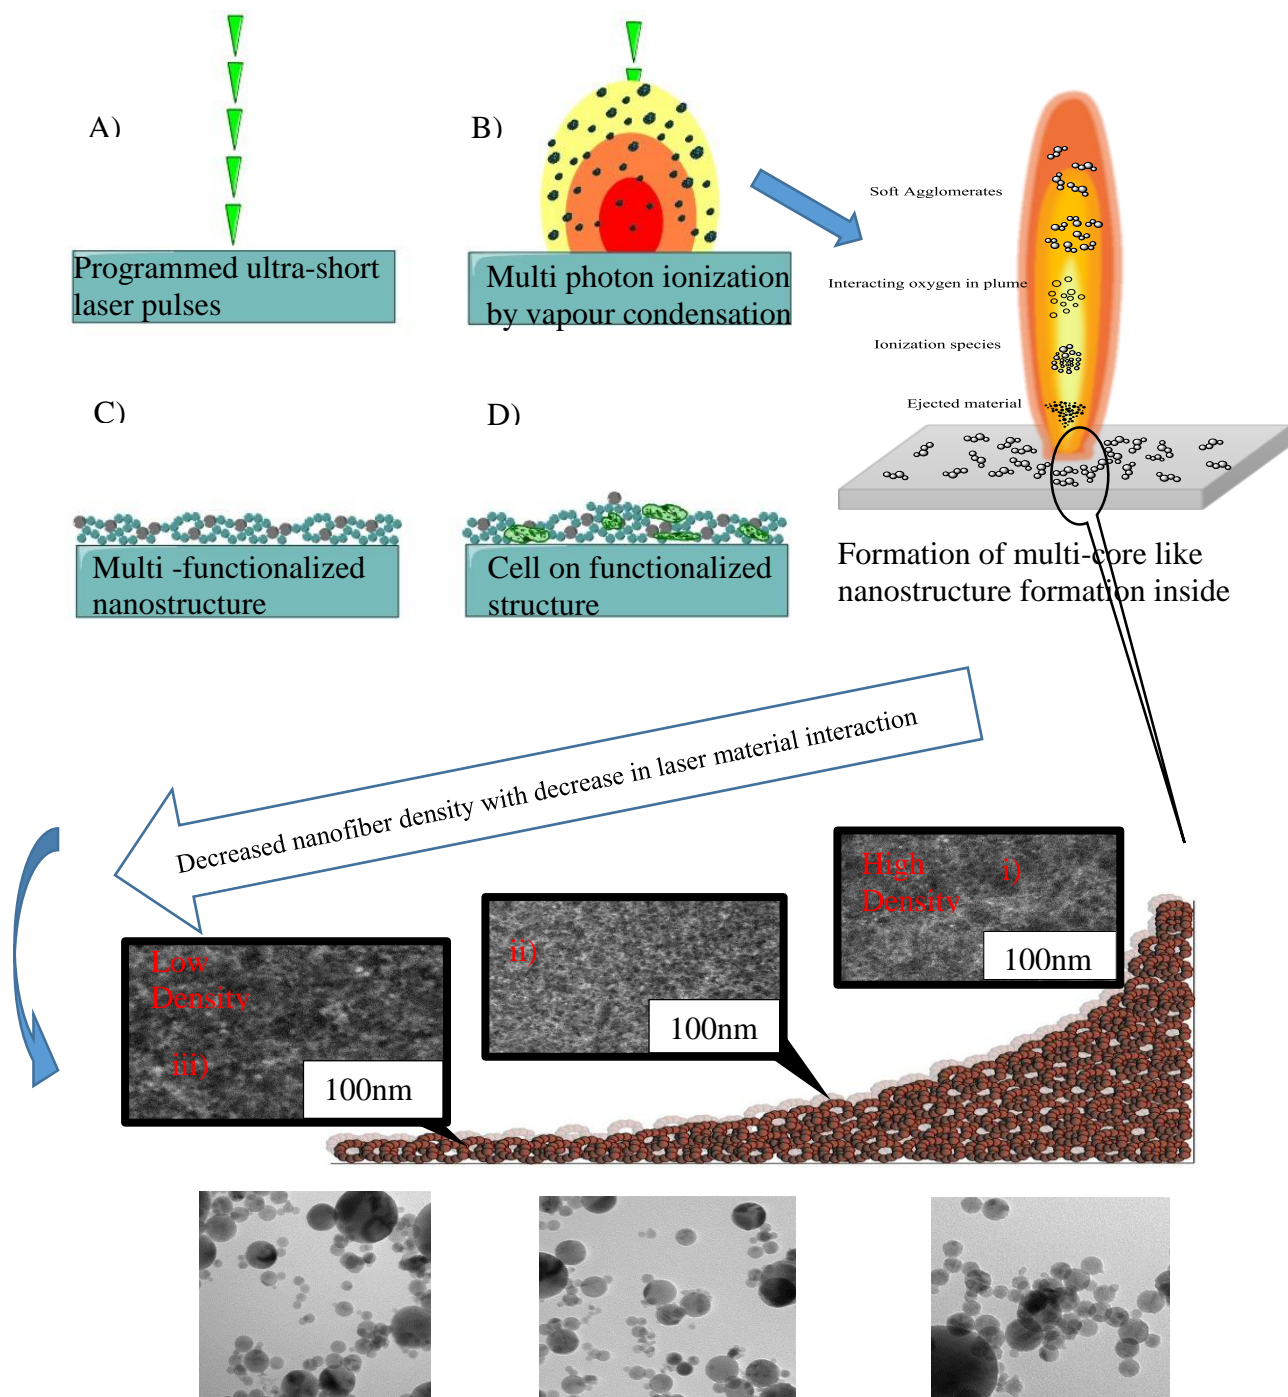 A)
B)
Programmed ultra-short
laser pulses
Multi photon ionization
by vapour condensation
Soft Agglomerates
Interacting oxygen in plume
Ionization species
Ejected material
C)
D)
Multi -functionalized
nanostructure
Cell on functionalized
structure
Formation of multi-core like
nanostructure formation inside
Decreased nanofiber density with decrease in laser material interaction
High
Density
i)
100nm
ii)
100nm
Low
Density
iii)
100nm